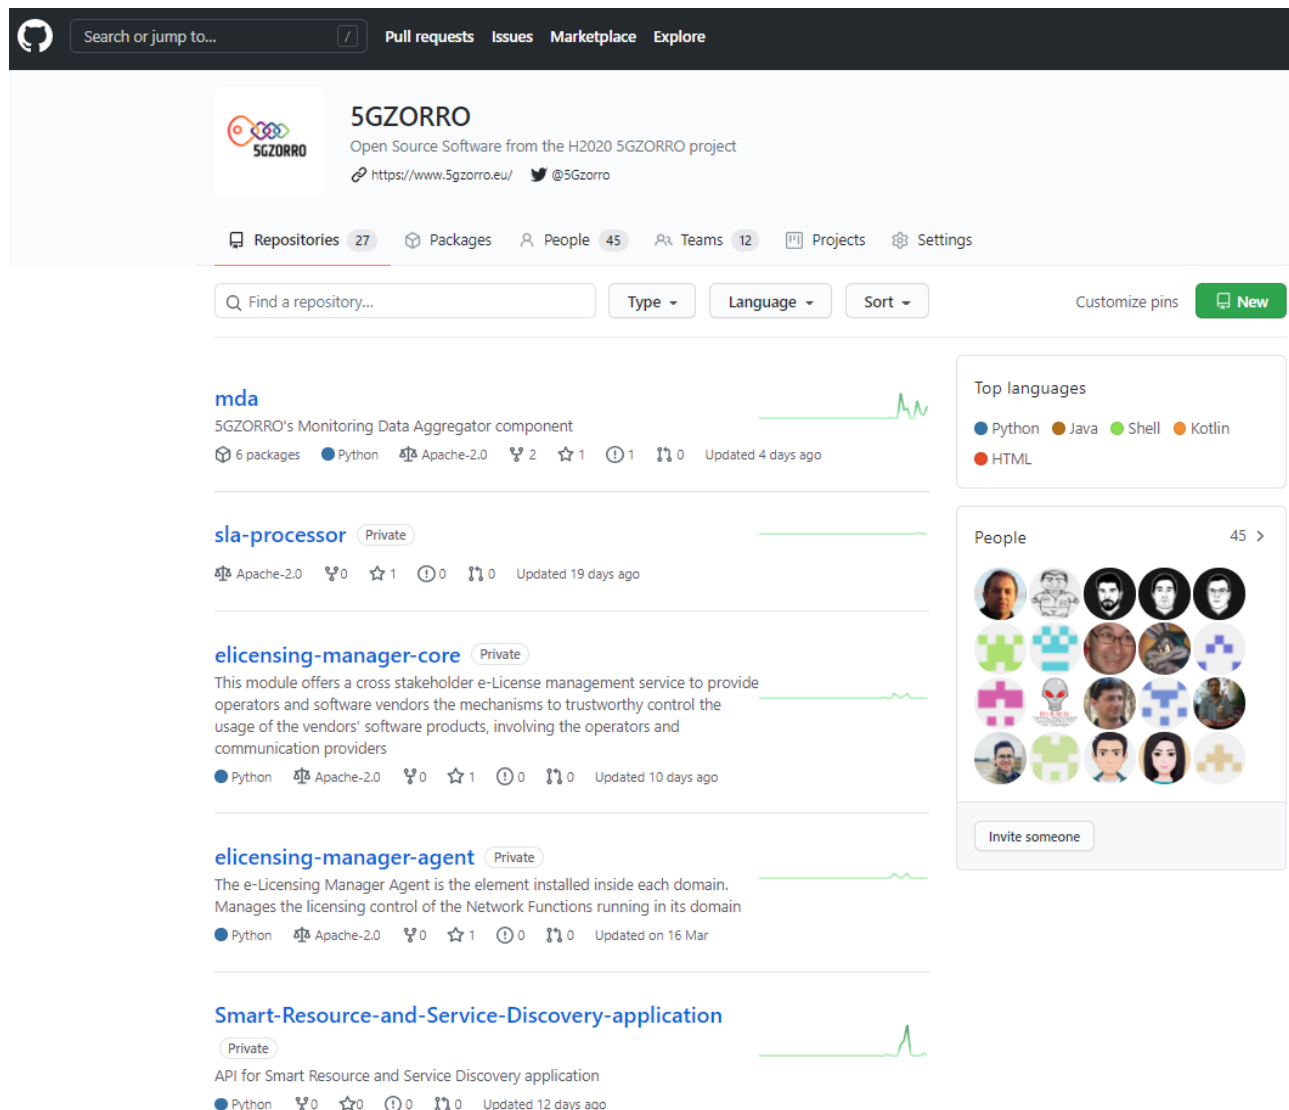 Search or jump to... / Pull requests Issues Marketplace Explore
5GZORRO
5GZORRO
Open Source Software from the H2020 5GZORRO project
https://www.5gzorro.eu/ @5Gzorro
Repositories 27 Packages People 45 Teams 12 Projects Settings
Find a repository... Type Language Sort Customize pins New
mda
5GZORRO's Monitoring Data Aggregator component
6 packages Python Apache-2.0 2 1 1 0 Updated 4 days ago
sla-processor Private
Apache-2.0 0 1 0 0 Updated 19 days ago
elicensing-manager-core Private
This module offers a cross stakeholder e-License management service to provide
operators and software vendors the mechanisms to trustworthy control the
usage of the vendors' software products, involving the operators and
communication providers
Python Apache-2.0 0 1 0 0 Updated 10 days ago
elicensing-manager-agent Private
The e-Licensing Manager Agent is the element installed inside each domain.
Manages the licensing control of the Network Functions running in its domain
Python Apache-2.0 0 1 0 0 Updated on 16 Mar
Smart-Resource-and-Service-Discovery-application
Private
API for Smart Resource and Service Discovery application
Python 0 0 0 0 Updated 12 days ago
Top languages
Python Java Shell Kotlin
HTML
People 45
Invite someone